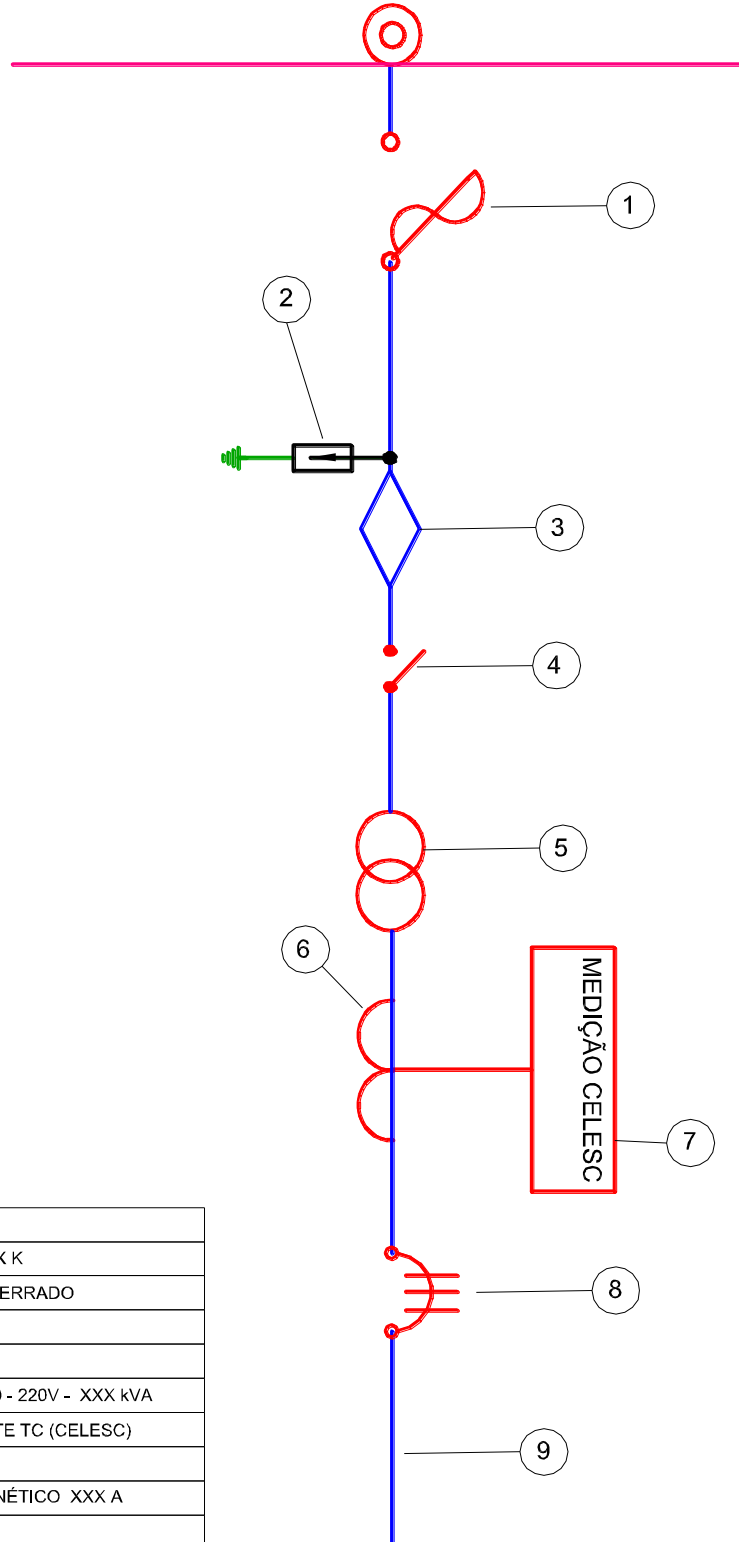 1
2
3
4
5
6
MEDIÇÃO CELESC
7
K
ERRADO
8
- 220V - XXX kVA
TE TC (CELESC)
9
NÉTICO XXX A